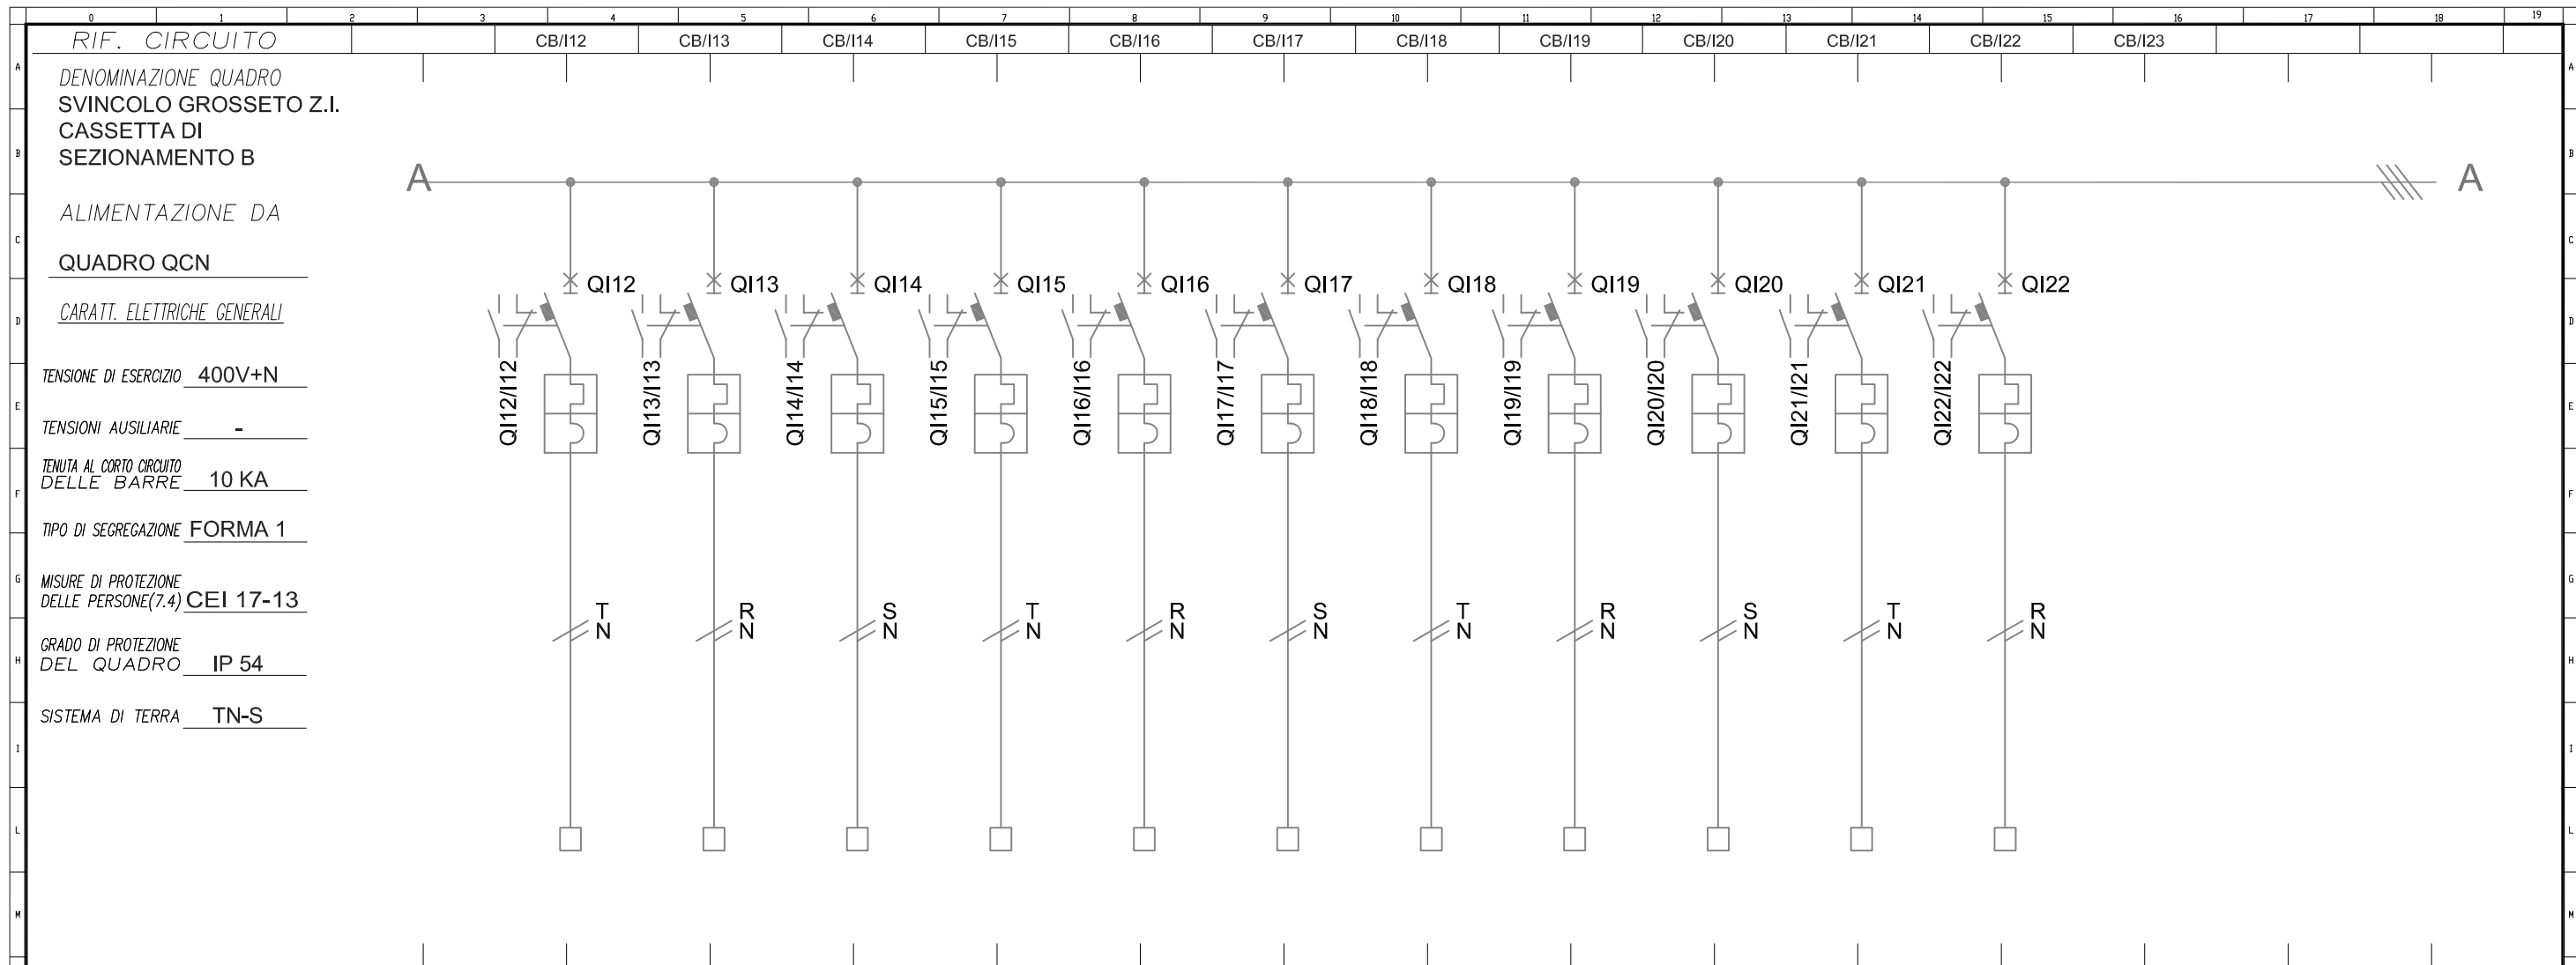 0 1 2 3 4 5 6 7 8 9 10 11 12 13 14 15 16 17 18 19
RIF. CIRCUITO CB/I12 CB/I13 CB/I14 CB/I15 CB/I16 CB/I17 CB/I18 CB/I19 CB/I20 CB/I21 CB/I22 CB/I23
A A
DENOMINAZIONE QUADRO
SVINCOLO GROSSETO Z.I.
CASSETTA DI
SEZIONAMENTO B
B B
A A
ALIMENTAZIONE DA
C C
QUADRO QCN
QI12 QI13 QI14 QI15 QI16 QI17 QI18 QI19 QI20 QI21 QI22
CARATT. ELETTRICHE GENERALI
D D
TENSIONE DI ESERCIZIO 400V+N
QI12/I12 QI13/I13 QI14/I14 QI15/I15 QI16/I16 QI17/I17 QI18/I18 QI19/I19 QI20/I20 QI21/I21 QI22/I22
E E
TENSIONI AUSILIARIE -
TENUTA AL CORTO CIRCUITO
DELLE BARRE 10 KA
F F
TIPO DI SEGREGAZIONE FORMA 1
G G
MISURE DI PROTEZIONE
DELLE PERSONE(7.4) CEI 17-13
T R S T R S T R S T R
N N N N N N N N N N N
GRADO DI PROTEZIONE
DEL QUADRO IP 54
H H
SISTEMA DI TERRA TN-S
I I
L L
M M